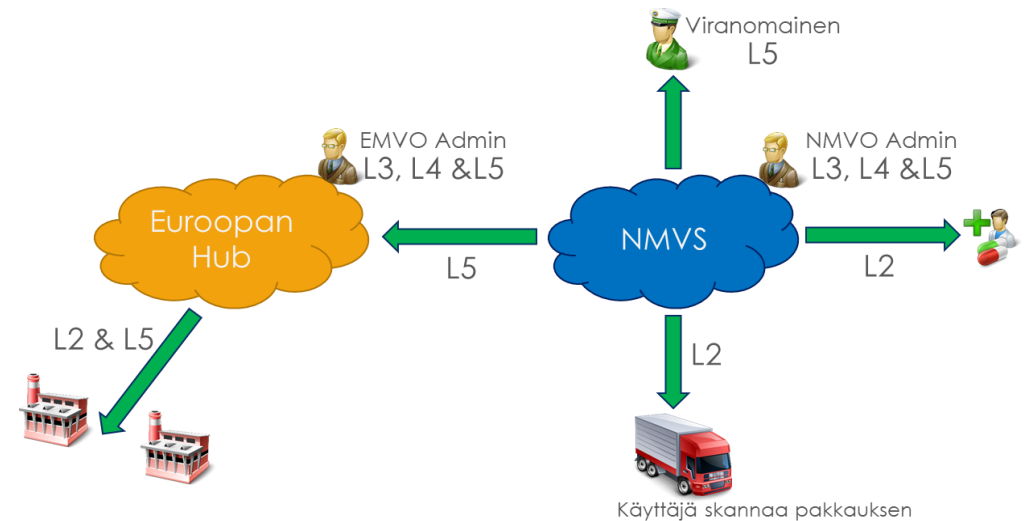 Viranomainen
L5
EMVO Admin
L3, L4 &L5
NMVO Admin
L3, L4 &L5
Euroopan
Hub
NMVS
L5
L2
L2 & L5
L2
Käyttäjä skannaa pakkauksen